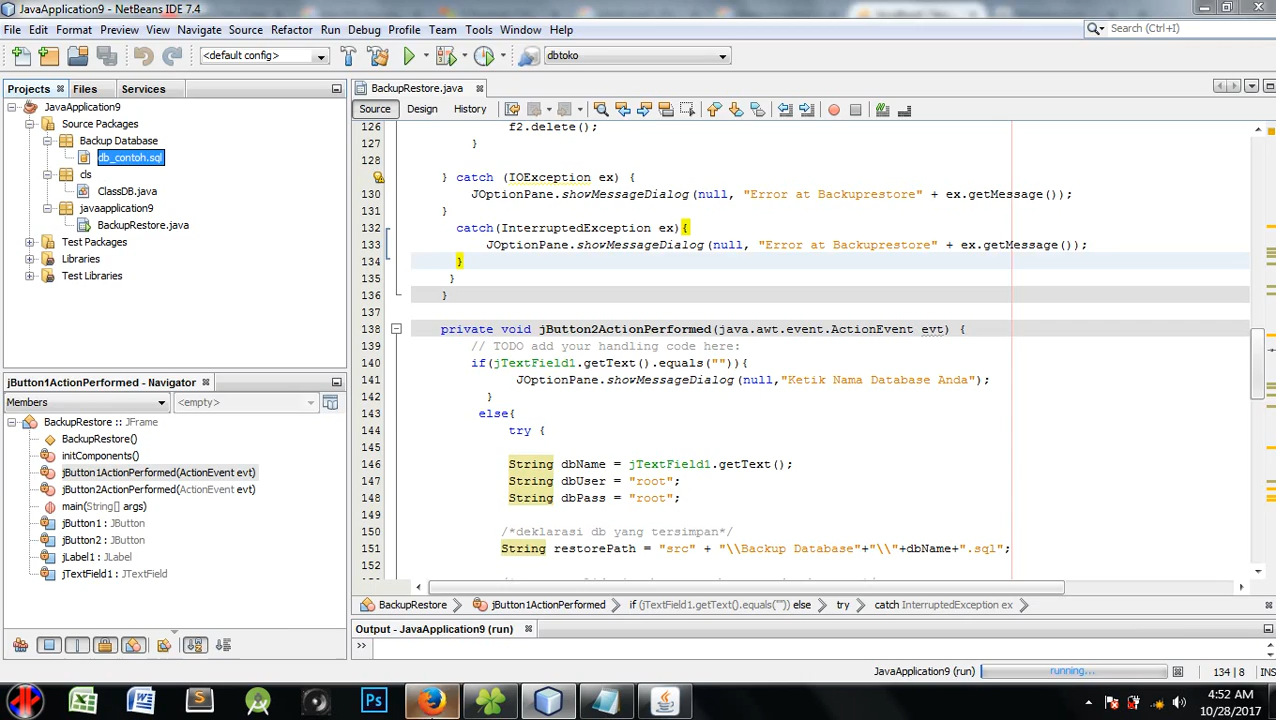 JavaApplication9 - NetBeans IDE 7.4
File Edit Format Preview View Navigate Source Refactor Run Debug Profile Team Tools Window Help
Search (Ctrl+I)
<default config>
dbtoko
Projects Files Services
JavaApplication9
Source Packages
Backup Database
db_contoh.sql
cls
ClassDB.java
javaapplication9
BackupRestore.java
Test Packages
Libraries
Test Libraries
jButton1ActionPerformed - Navigator
Members
<empty>
BackupRestore :: JFrame
BackupRestore()
initComponents()
jButton1ActionPerformed(ActionEvent evt)
jButton2ActionPerformed(ActionEvent evt)
main(String[] args)
jButton1 : JButton
jButton2 : JButton
jLabel1 : JLabel
jTextField1 : JTextField
BackupRestore.java
Source Design History
126 f2.delete();
127 }
128
} catch (IOException ex) {
130 JOptionPane.showMessageDialog(null, "Error at Backuprestore" + ex.getMessage());
131 }
132 catch(InterruptedException ex){
133 JOptionPane.showMessageDialog(null, "Error at Backuprestore" + ex.getMessage());
134 }
135 }
136 }
137
138 private void jButton2ActionPerformed(java.awt.event.ActionEvent evt) {
139 // TODO add your handling code here:
140 if(jTextField1.getText().equals("")){
141 JOptionPane.showMessageDialog(null,"Ketik Nama Database Anda");
142 }
143 else{
144 try {
145
146 String dbName = jTextField1.getText();
147 String dbUser = "root";
148 String dbPass = "root";
149
150 /*deklarasi db yang tersimpan*/
151 String restorePath = "src" + "\\Backup Database"+"\\"+dbName+".sql";
152
BackupRestore jButton1ActionPerformed if (jTextField1.getText().equals("")) else try catch InterruptedException ex
Output - JavaApplication9 (run)
JavaApplication9 (run) running... 134 | 8 INS
4:52 AM
10/28/2017